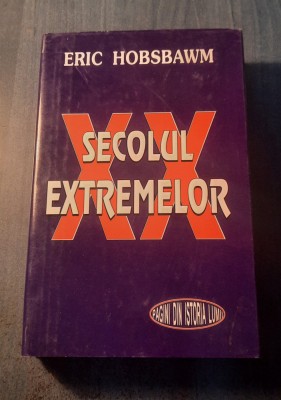 ERIC HOBSBAWM
XX
SECOLUL
EXTREMELOR
PAGINI DIN ISTORIA LUMII